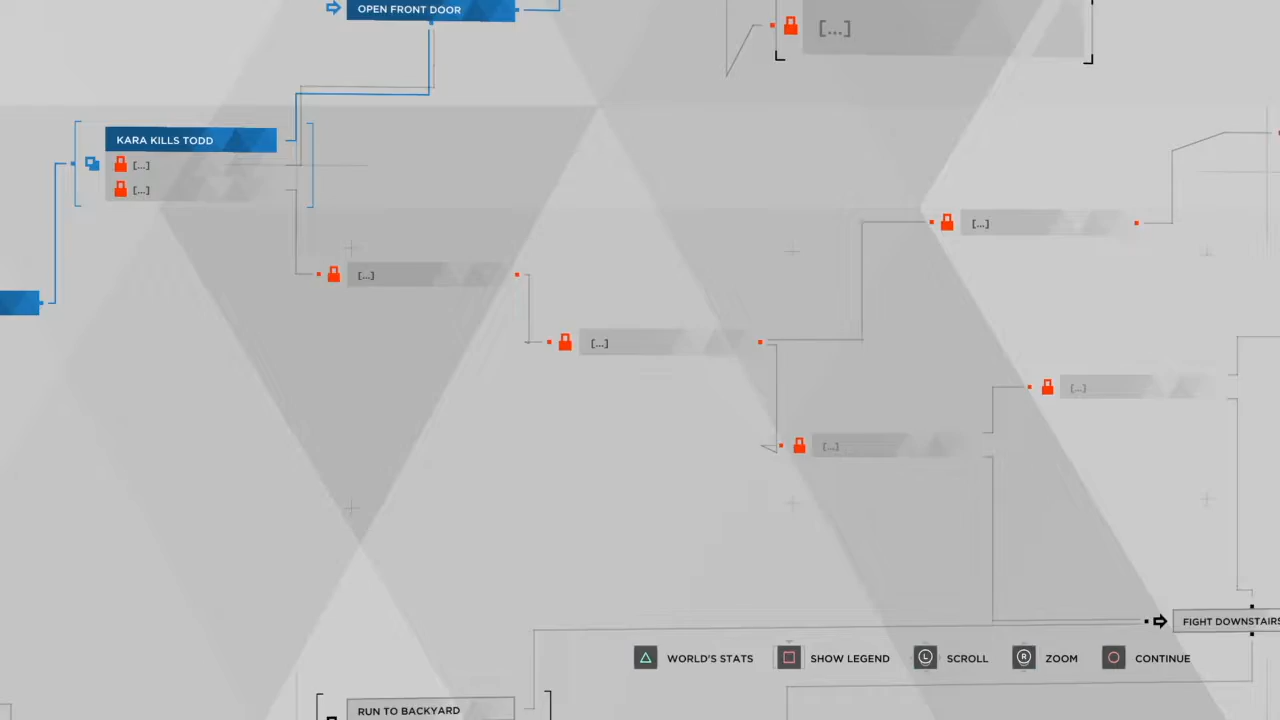 OPEN FRONT DOOR
[...]
KARA KILLS TODD
[...]
[...]
[...]
[...]
[...]
[...]
[...]
FIGHT DOWNSTAIRS
WORLD'S STATS
SHOW LEGEND
L
SCROLL
R
ZOOM
CONTINUE
RUN TO BACKYARD